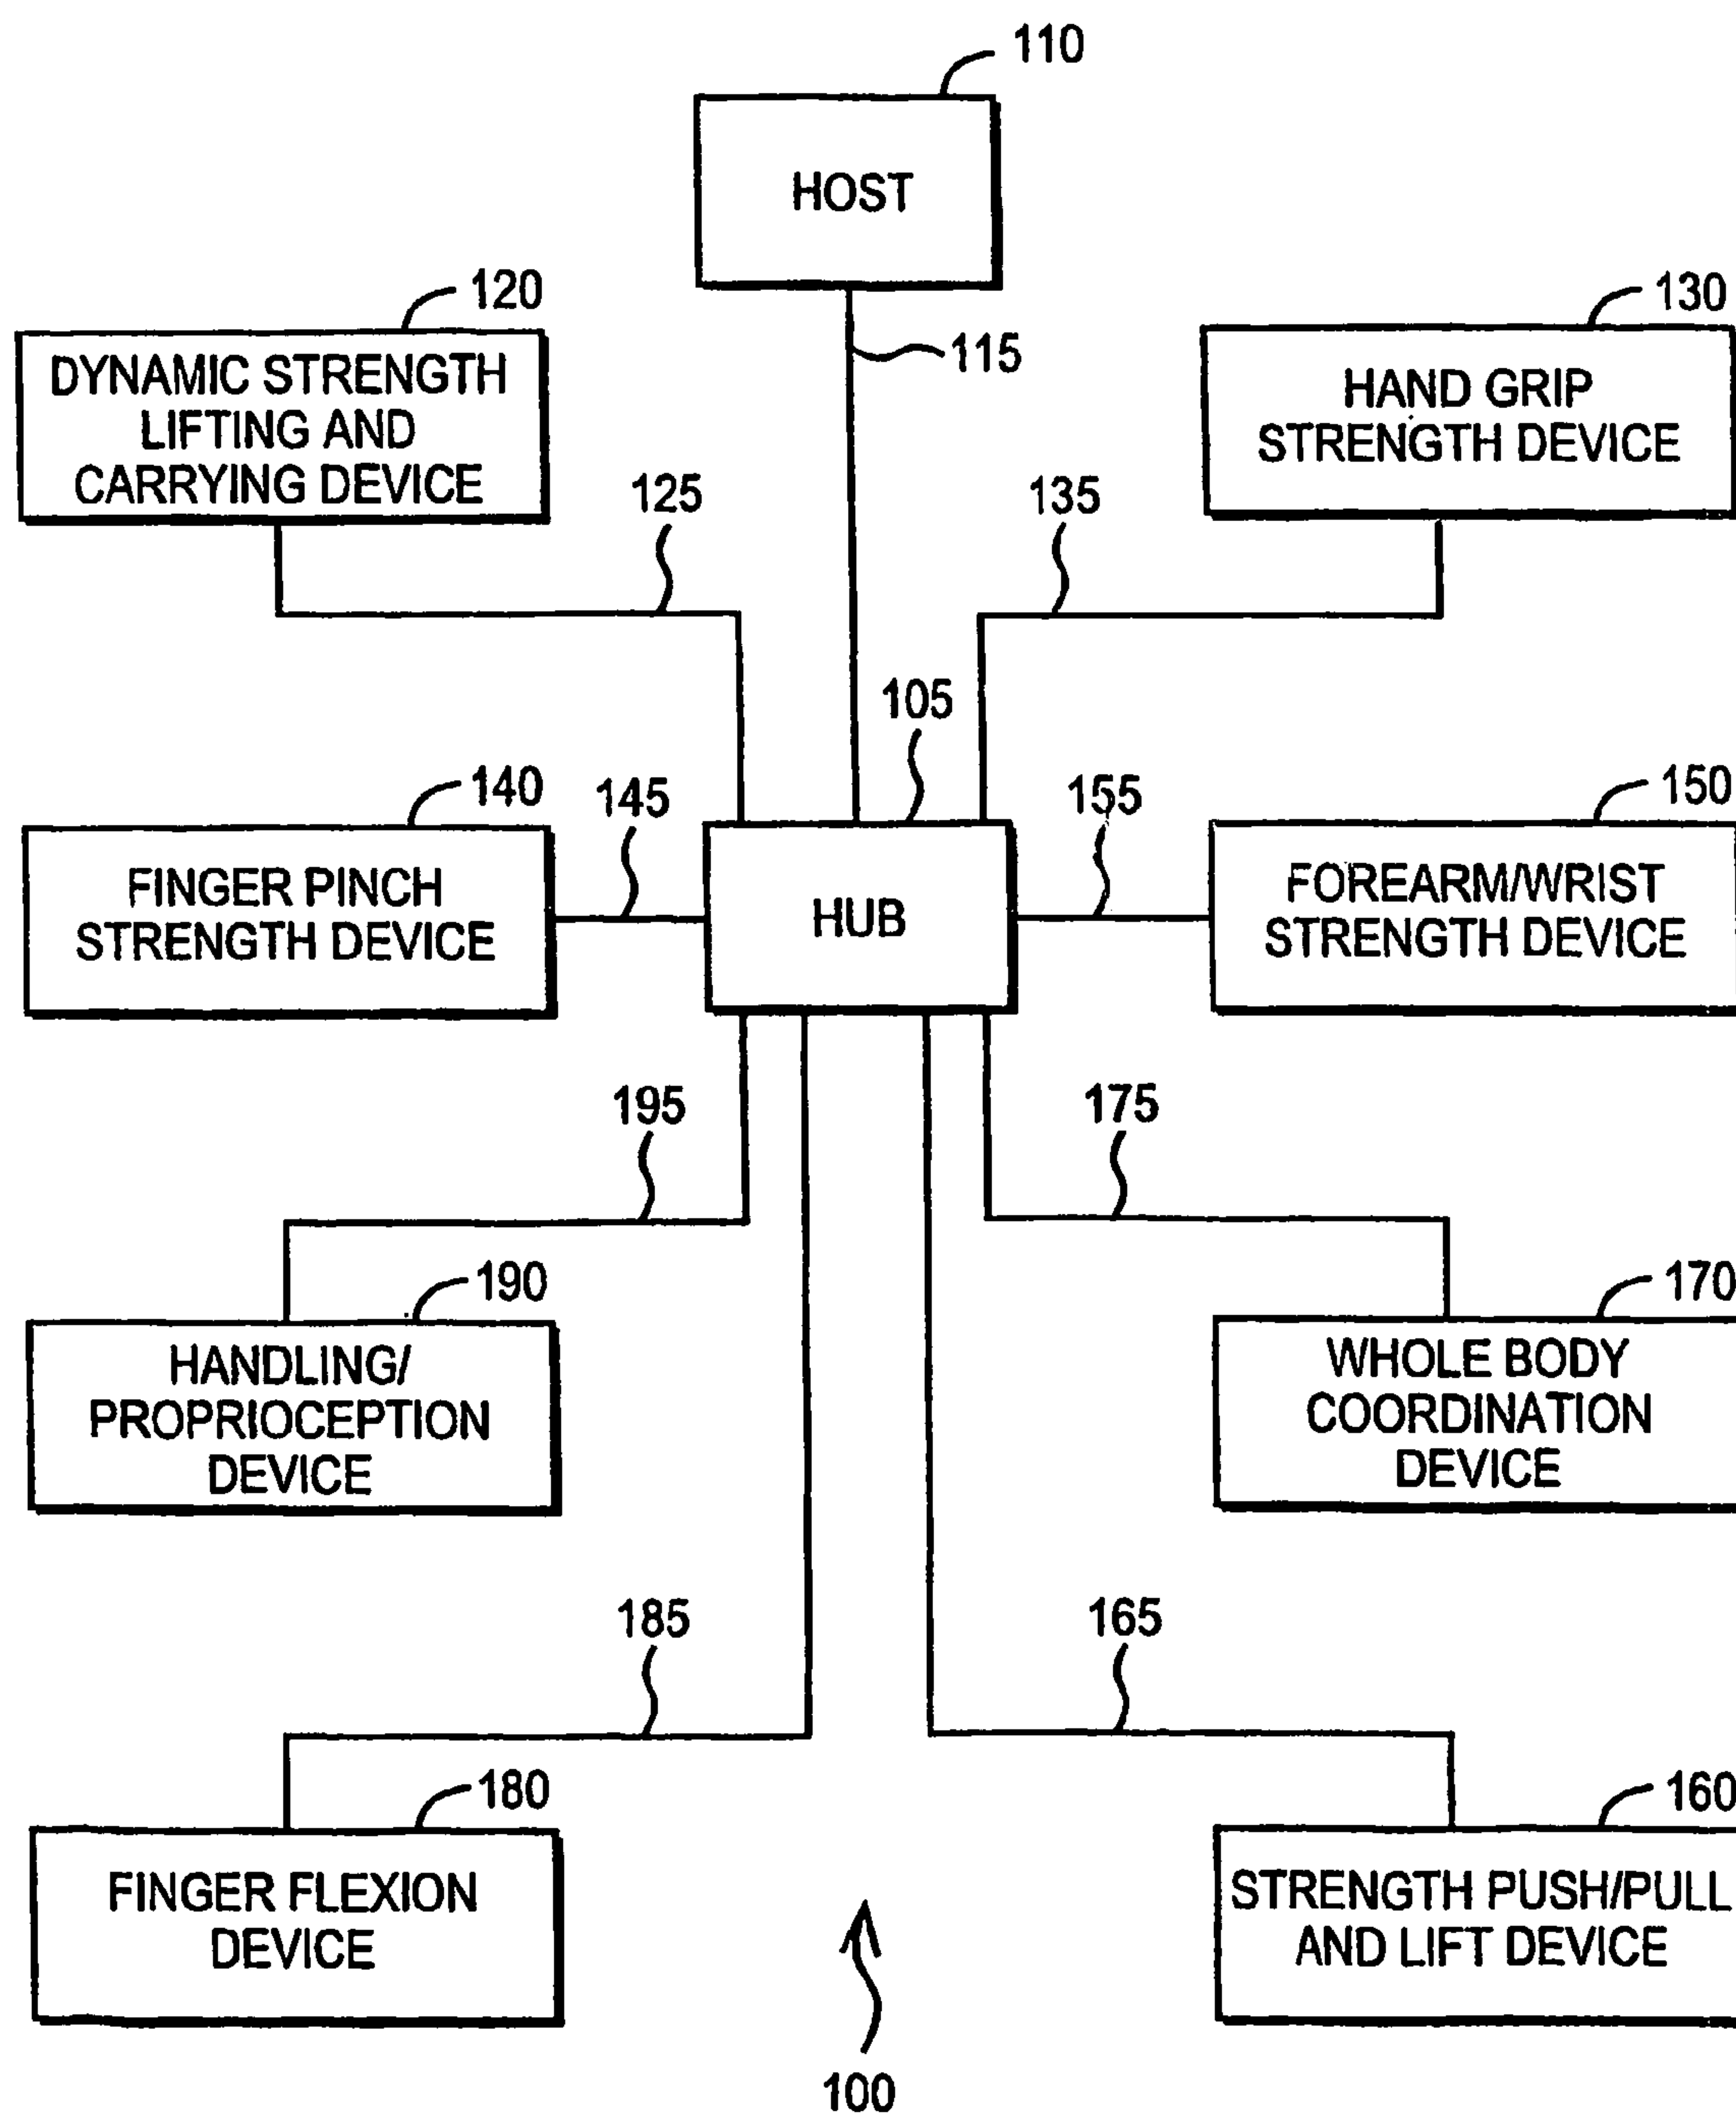 110
HOST
120
130
115
DYNAMIC STRENGTH
LIFTING AND
CARRYING DEVICE
HAND GRIP
STRENGTH DEVICE
125
135
105
140
145
155
150
FINGER PINCH
STRENGTH DEVICE
HUB
FOREARM/WRIST
STRENGTH DEVICE
195
175
190
170
HANDLING/
PROPRIOCEPTION
DEVICE
WHOLE BODY
COORDINATION
DEVICE
185
165
180
160
FINGER FLEXION
DEVICE
STRENGTH PUSH/PULL
AND LIFT DEVICE
100